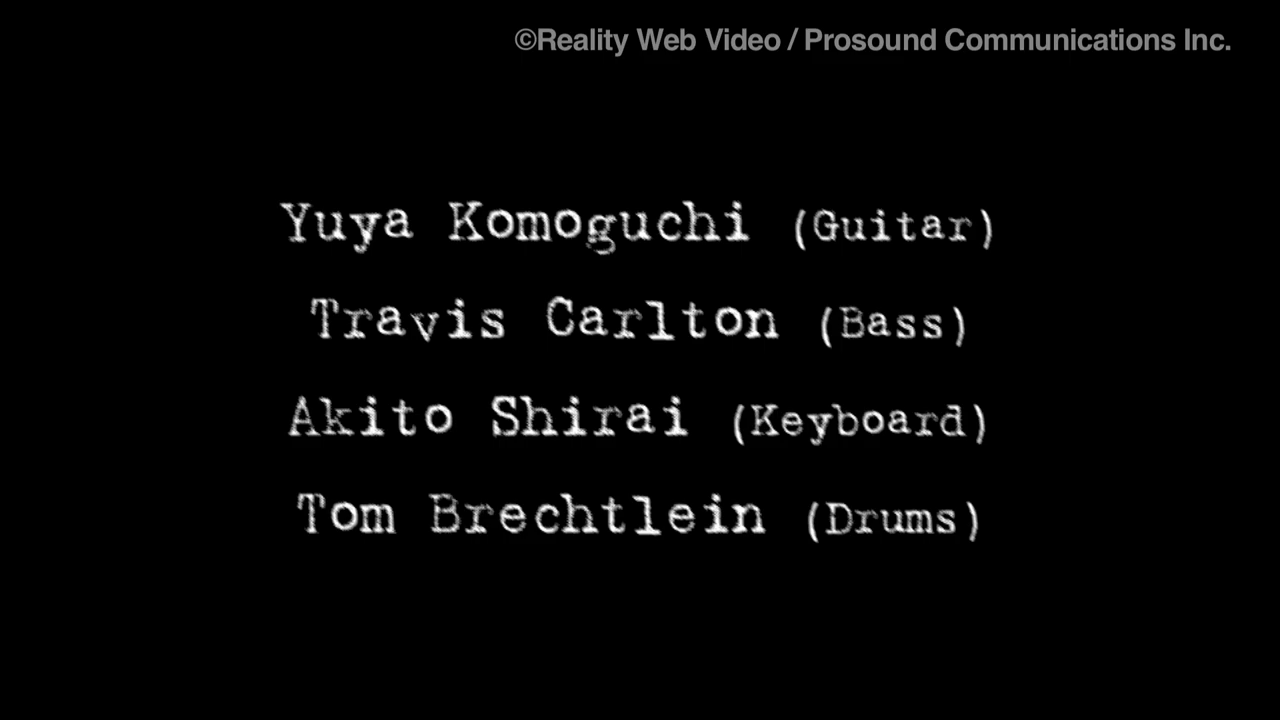 ©Reality Web Video / Prosound Communications Inc.
Yuya Komoguchi (Guitar)
Travis Carlton (Bass)
Akito Shirai (Keyboard)
Tom Brechtlein (Drums)